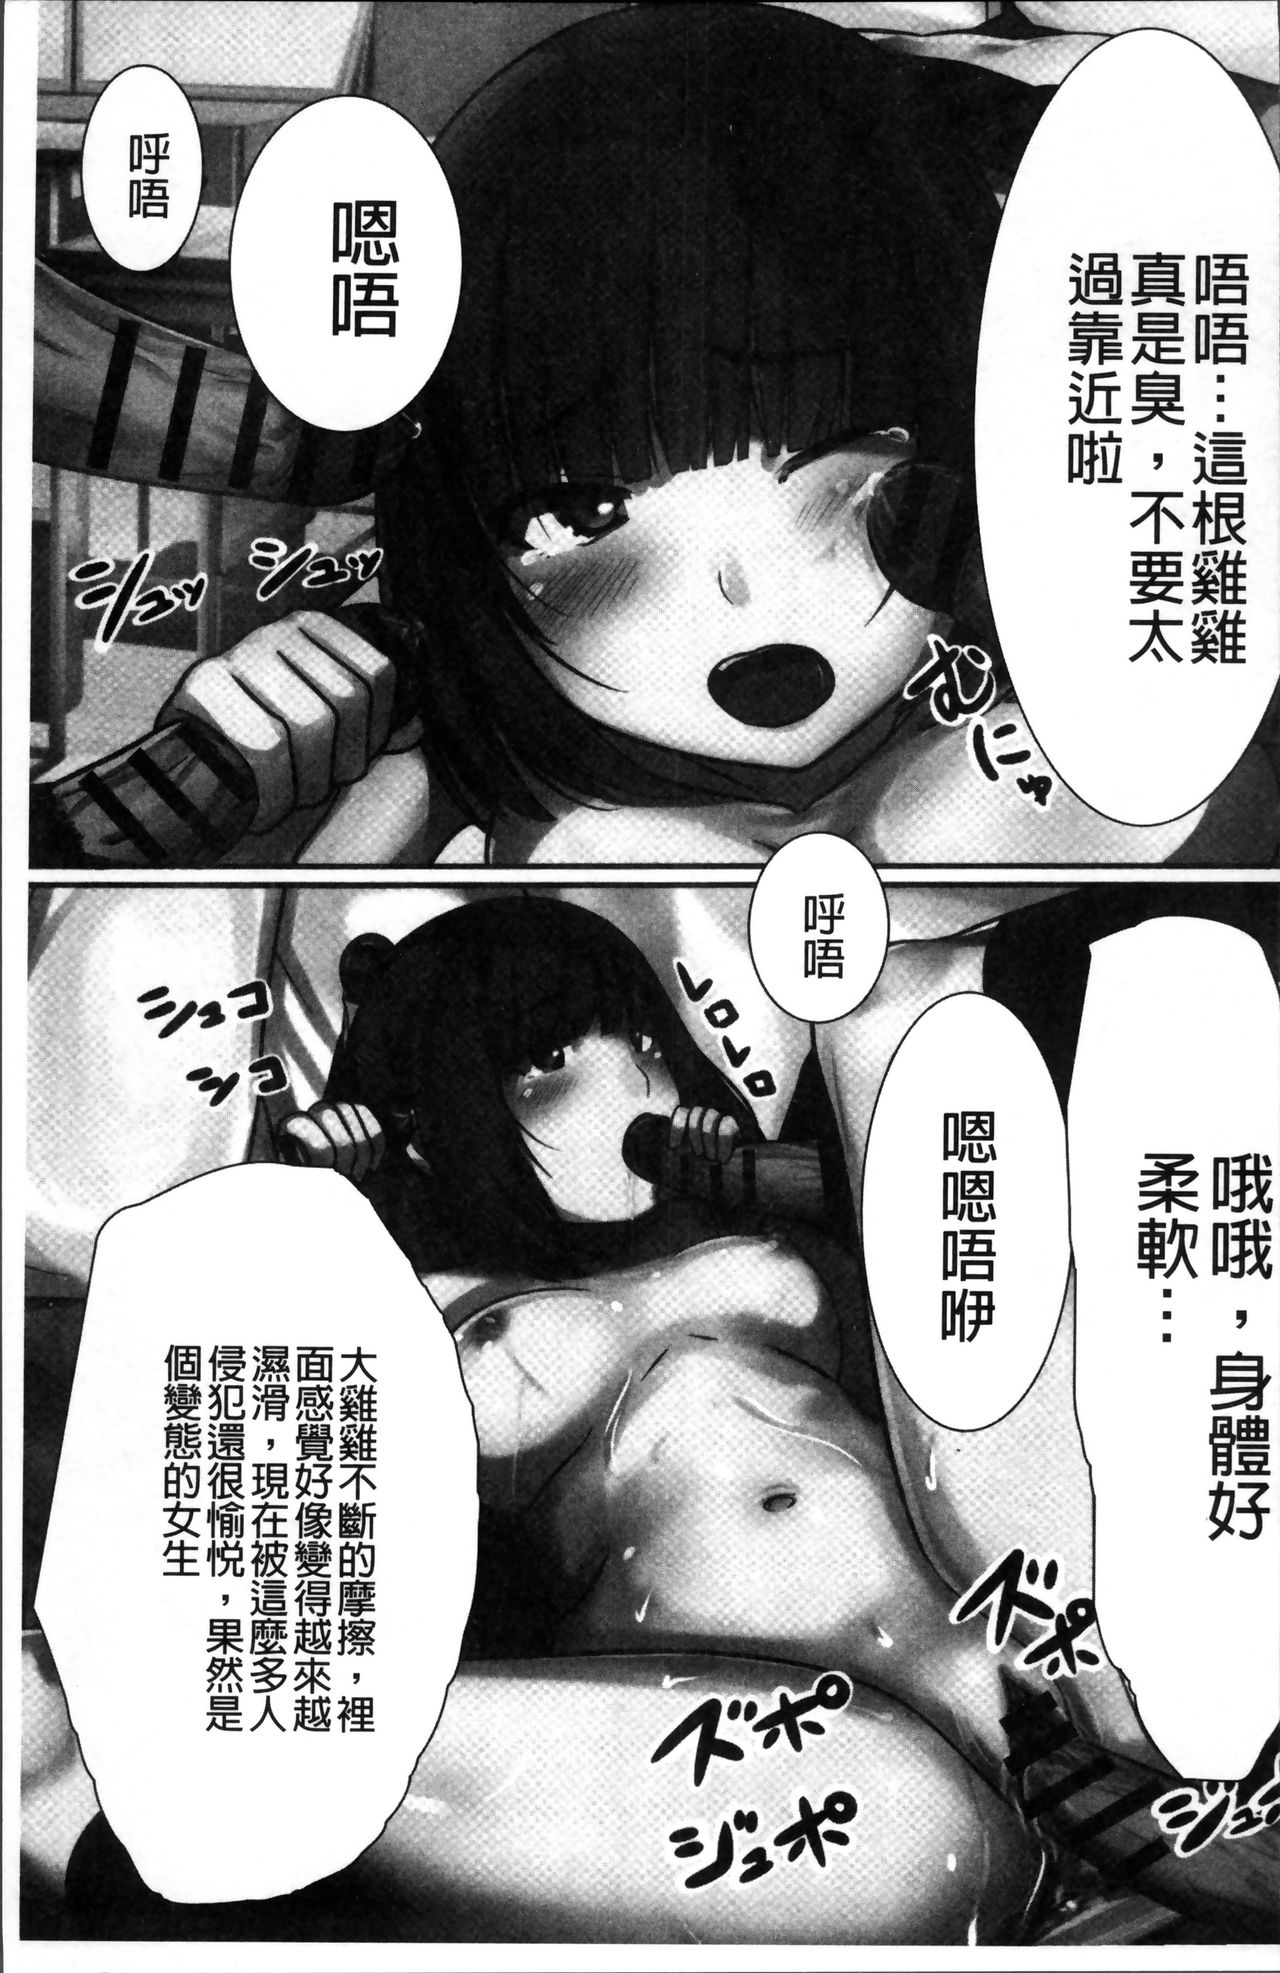 唔唔…這根雞雞
真是臭，不要太
過靠近啦
嗯唔
呼唔
シュッ
シュッ
むにゅ
哦哦，身體好
柔軟…
呼唔
嗯嗯唔咿
レロレロ
シュコ
シコ
大雞雞不斷的摩擦，裡
面感覺好像變得越來越
濕滑，現在被這麼多人
侵犯還很愉悦，果然是
個變態的女生
ズポ
ズポ
ジュポ